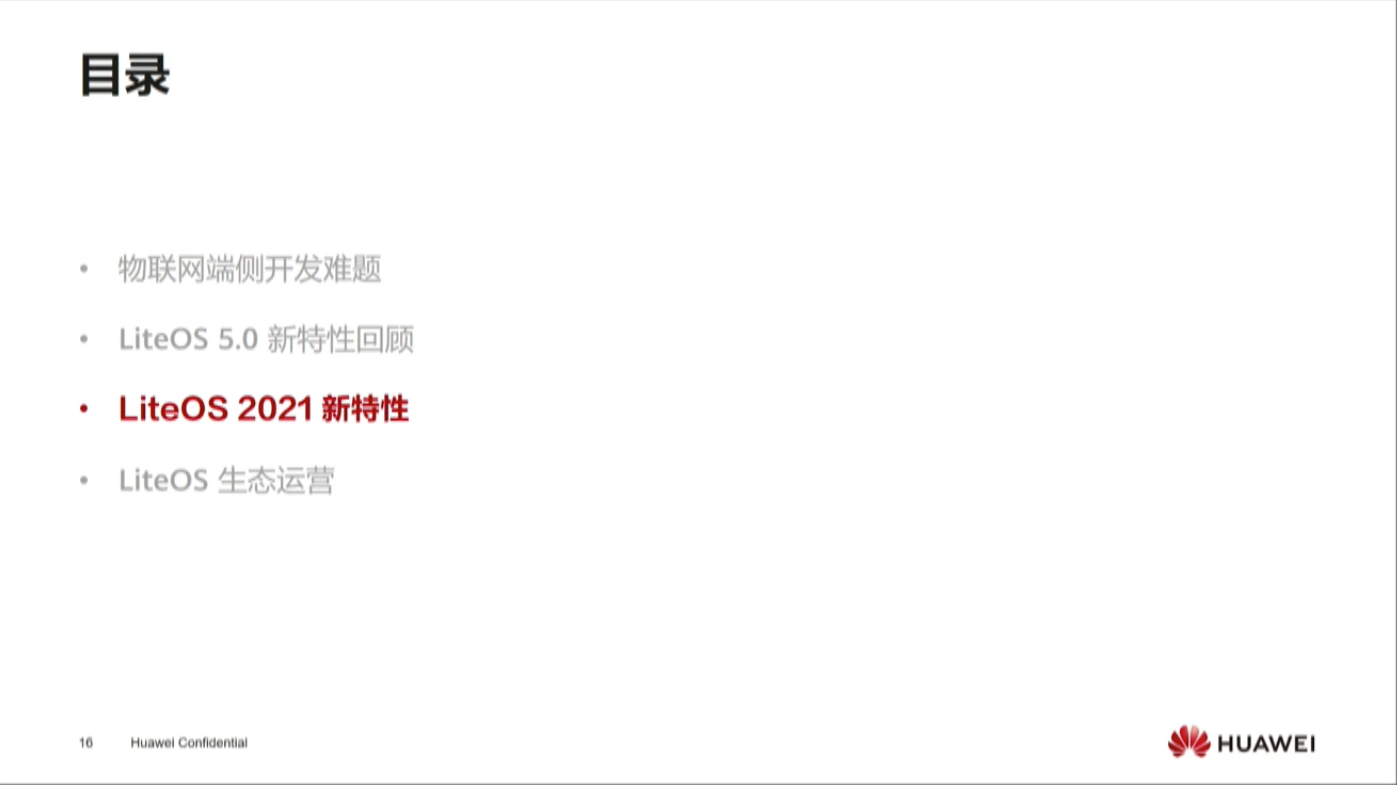 目录
• 物联网端侧开发难题
• LiteOS 5.0 新特性回顾
• LiteOS 2021 新特性
• LiteOS 生态运营
16 Huawei Confidential
HUAWEI